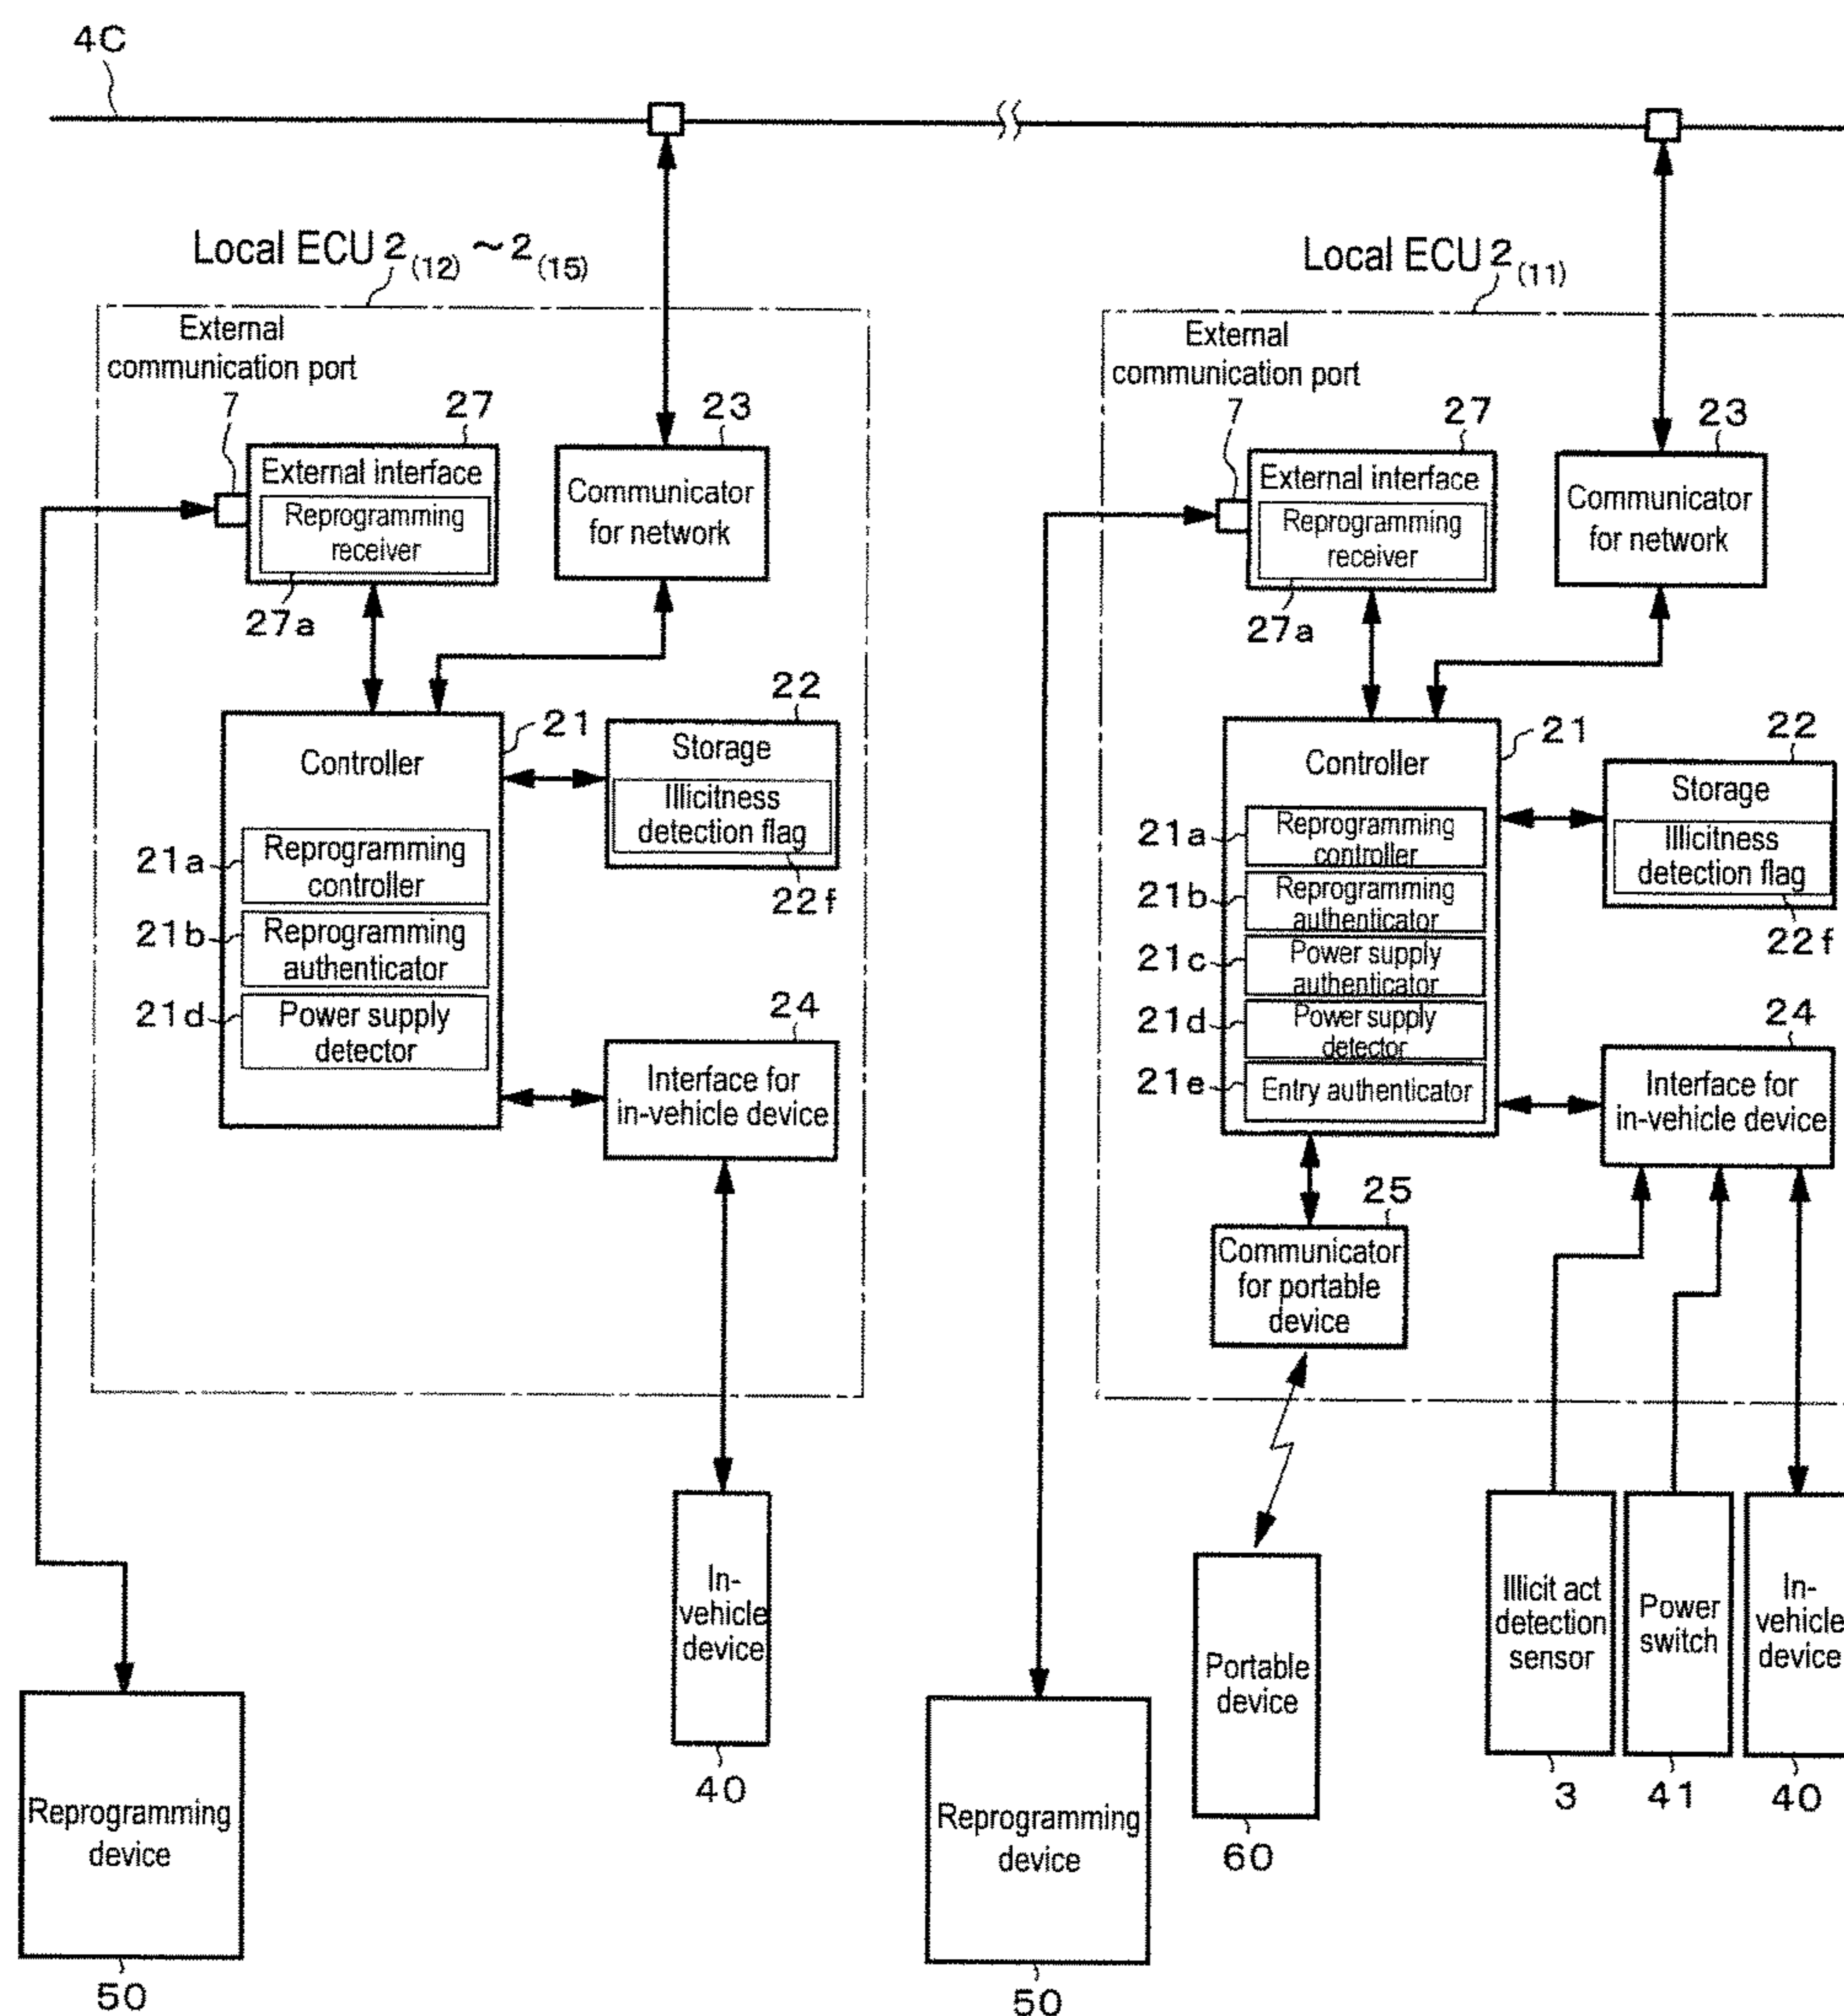 4C
Local ECU 2(12) ~2(15)
External
communication port
7
27
External interface
Reprogramming
receiver
27a
23
Communicator
for network
21
Controller
21a
Reprogramming
controller
21b
Reprogramming
authenticator
21d
Power supply
detector
22
Storage
Illicitness
detection flag
22f
24
Interface for
in-vehicle device
In-
vehicle
device
40
Reprogramming
device
50
Local ECU 2(11)
External
communication port
7
27
External interface
Reprogramming
receiver
27a
23
Communicator
for network
21
Controller
21a
Reprogramming
controller
21b
Reprogramming
authenticator
21c
Power supply
authenticator
21d
Power supply
detector
21e
Entry authenticator
22
Storage
Illicitness
detection flag
22f
24
Interface for
in-vehicle device
25
Communicator
for portable
device
Reprogramming
device
50
Portable
device
60
Illicit act
detection
sensor
3
Power
switch
41
In-
vehicle
device
40